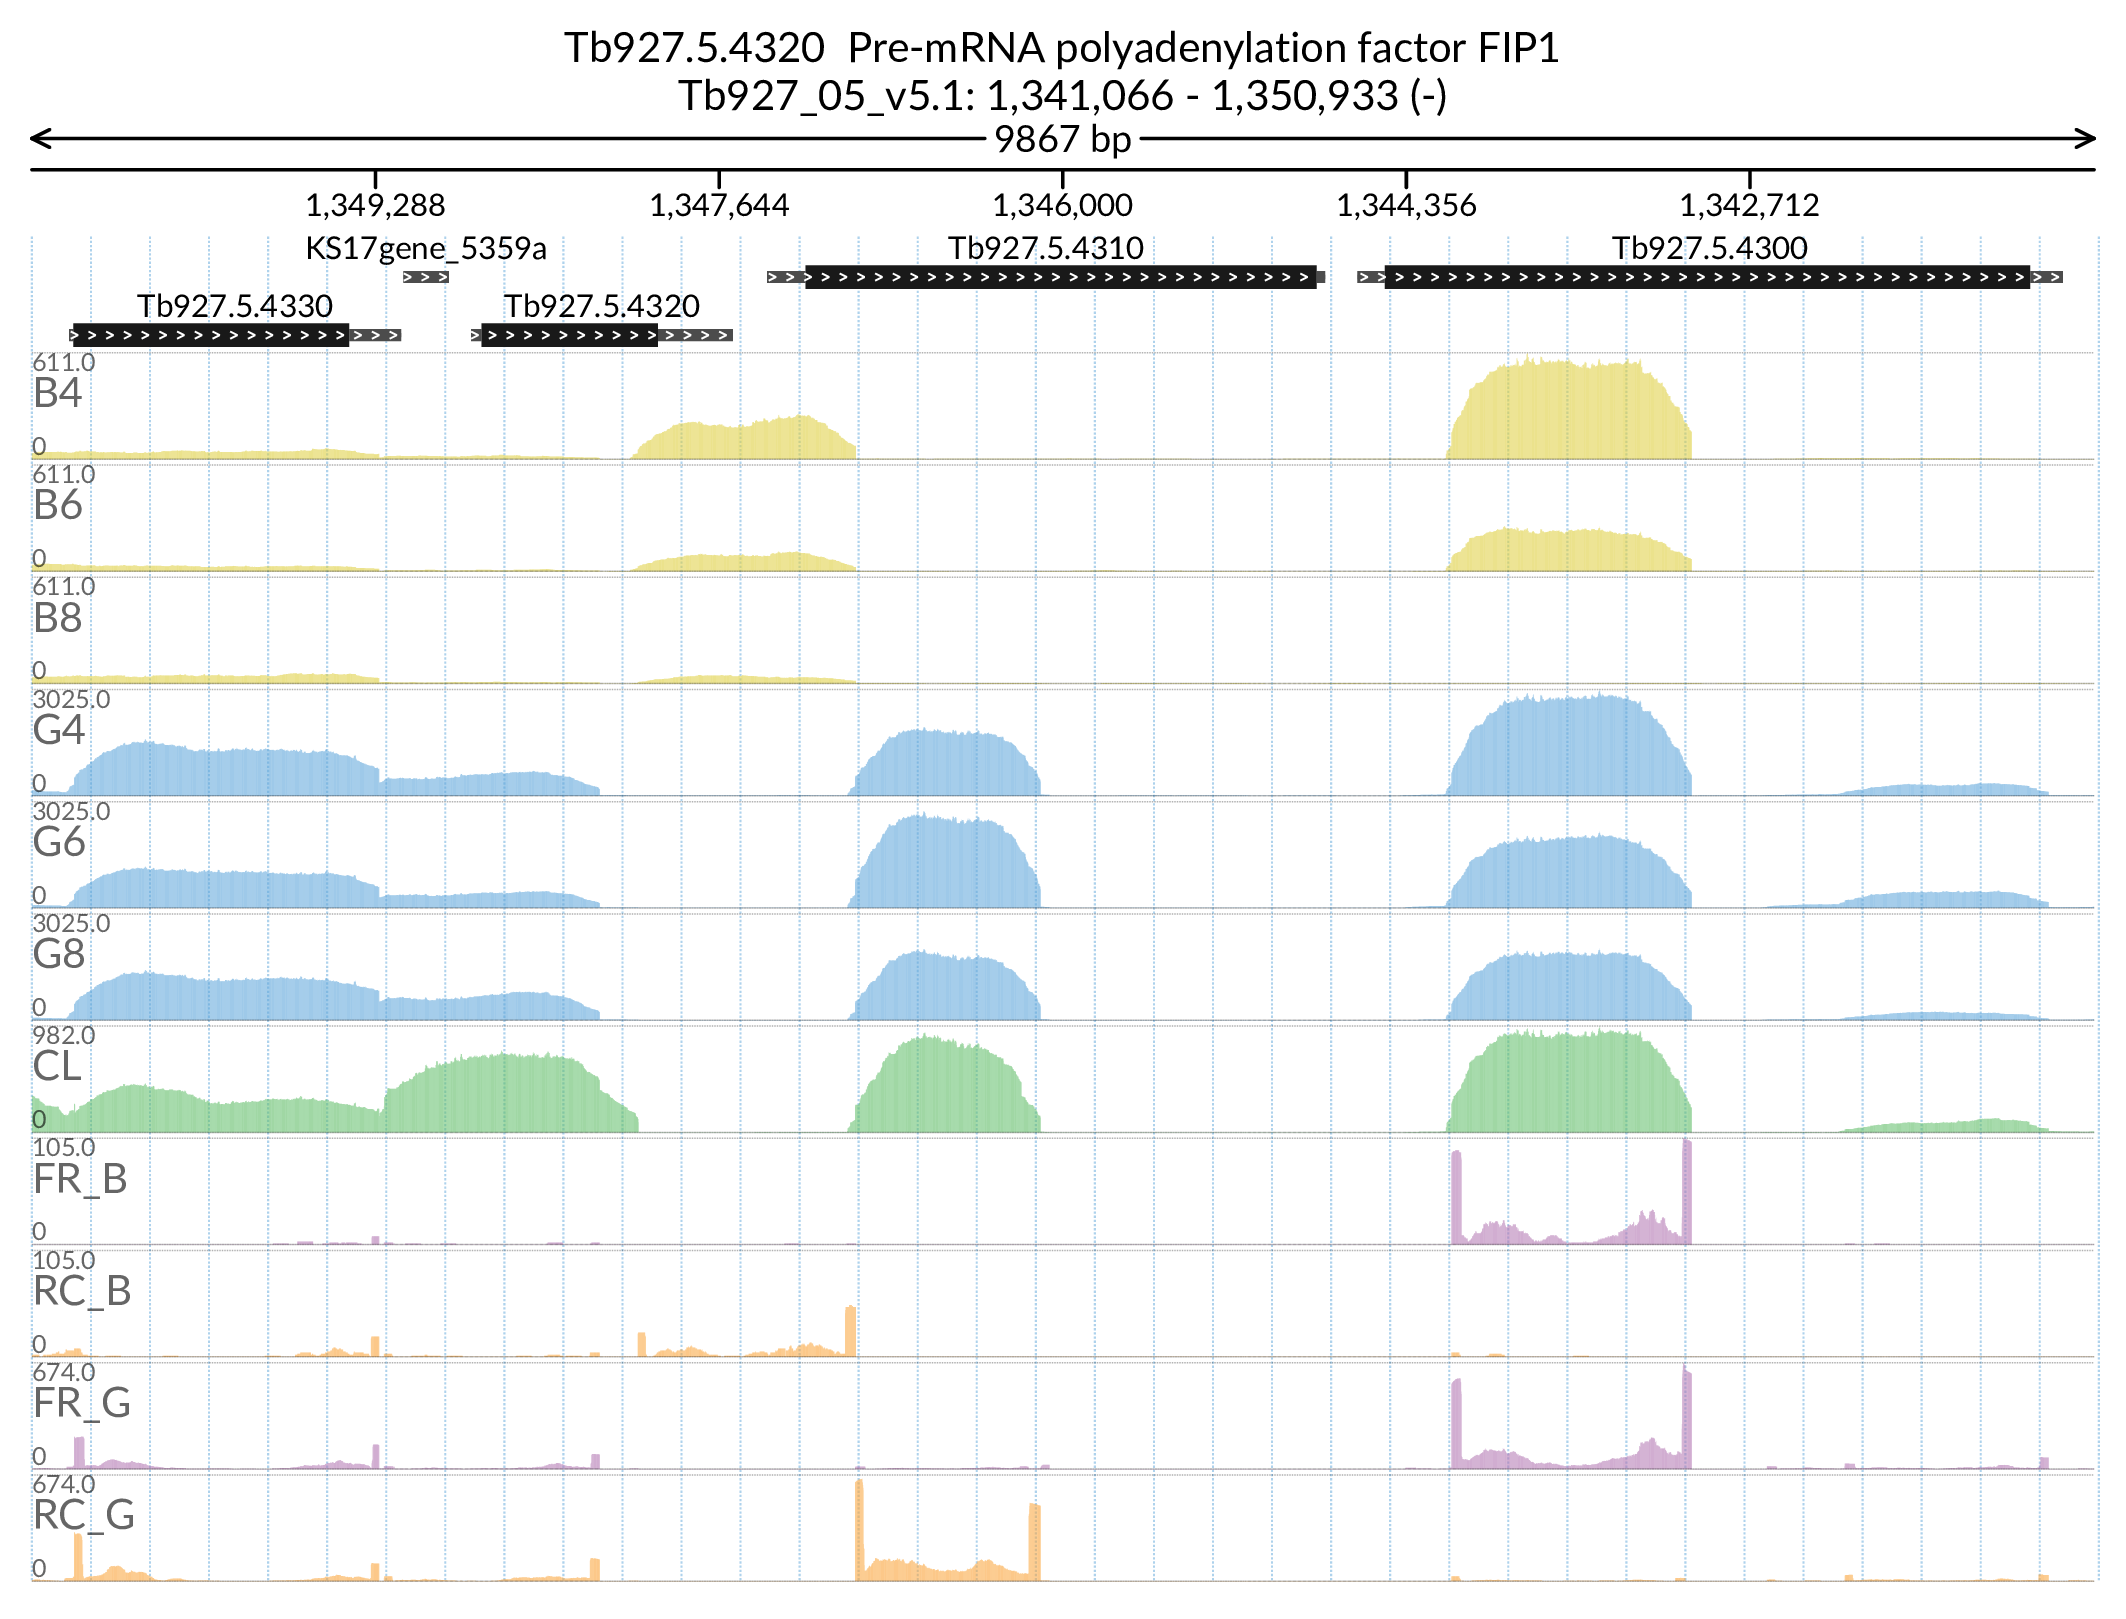 Tb927.5.4320  Pre-mRNA polyadenylation factor FIP1
Tb927_05_v5.1: 1,341,066 - 1,350,933 (-)
9867 bp
1,349,288 1,347,644 1,346,000 1,344,356 1,342,712
KS17gene_5359a Tb927.5.4310 Tb927.5.4300
Tb927.5.4330 Tb927.5.4320
611.0
B4
0
611.0
B6
0
611.0
B8
0
3025.0
G4
0
3025.0
G6
0
3025.0
G8
0
982.0
CL
0
105.0
FR_B
0
105.0
RC_B
0
674.0
FR_G
0
674.0
RC_G
0